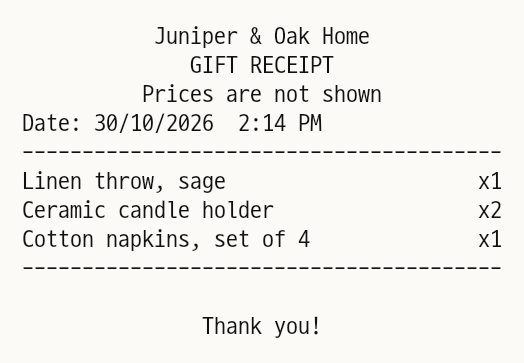 Juniper & Oak Home
GIFT RECEIPT
Prices are not shown
Date: 30/10/2026  2:14 PM
----------------------------------------
Linen throw, sage                     x1
Ceramic candle holder                 x2
Cotton napkins, set of 4              x1
----------------------------------------
Thank you!